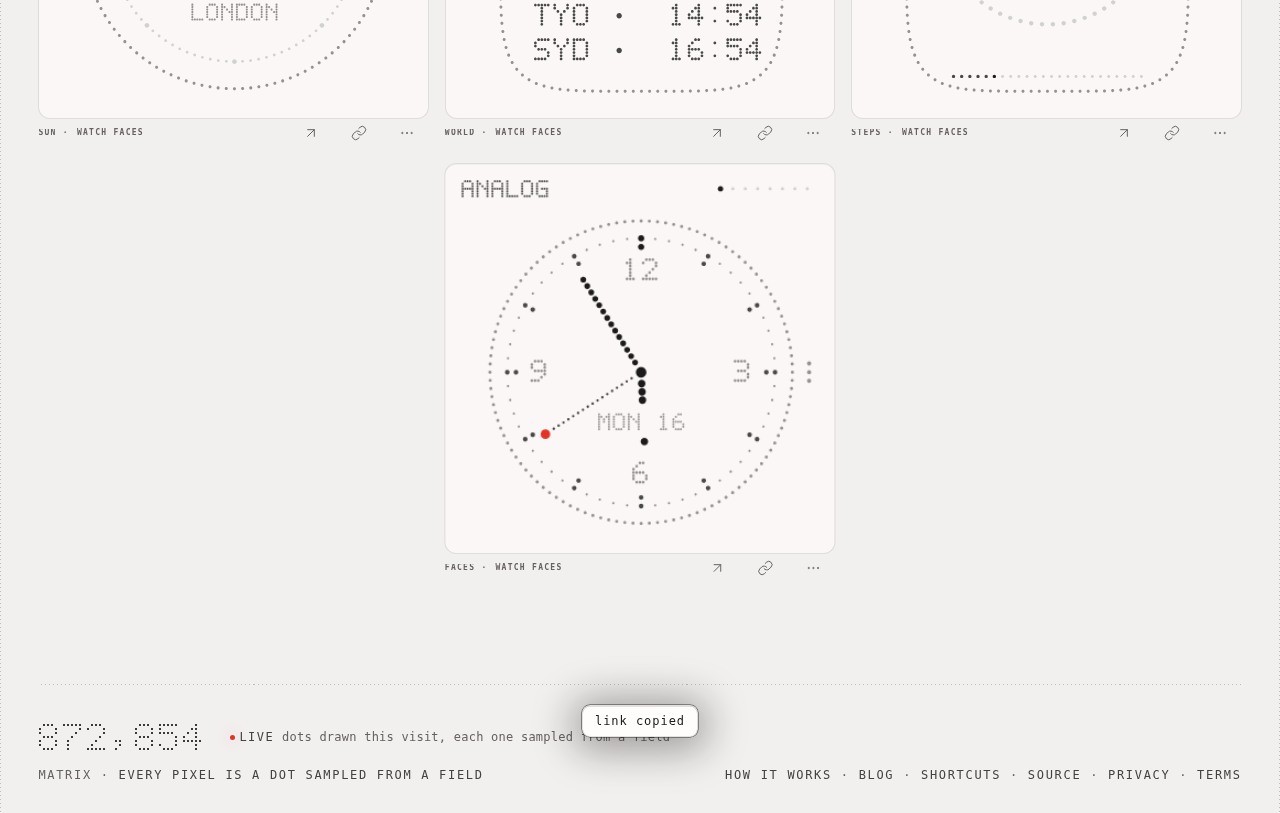 LONDON
TYO • 14:54
SYD • 16:54
SUN · WATCH FACES
WORLD · WATCH FACES
STEPS · WATCH FACES
ANALOG
12
9
3
MON 16
6
FACES · WATCH FACES
link copied
872,854
LIVE dots drawn this visit, each one sampled from a field
MATRIX · EVERY PIXEL IS A DOT SAMPLED FROM A FIELD
HOW IT WORKS · BLOG · SHORTCUTS · SOURCE · PRIVACY · TERMS